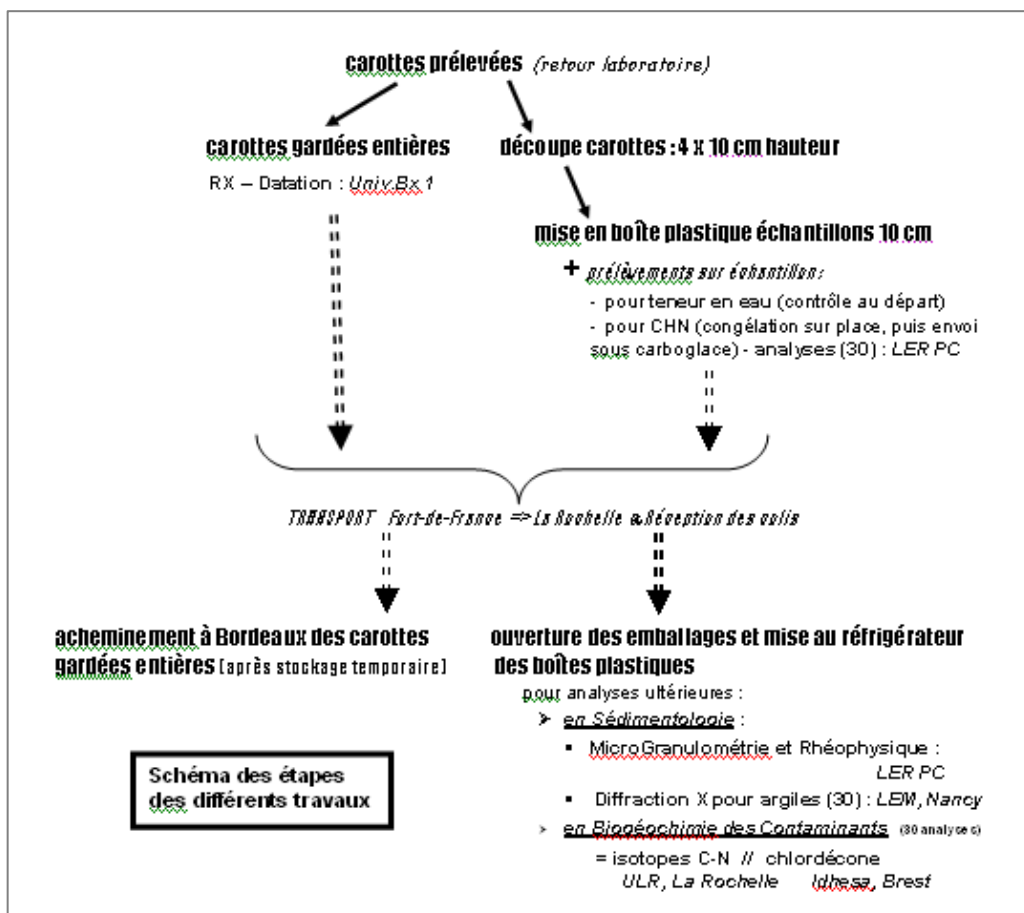 carottes prélevées (retour laboratoire)
carottes gardées entières
découpe carottes : 4 x 10 cm hauteur
RX – Datation : Univ.Bx 1
mise en boîte plastique échantillons 10 cm
+ prélèvements sur échantillon :
- pour teneur en eau (contrôle au départ)
- pour CHN (congélation sur place, puis envoi
sous carboglace) - analyses (30) : LER PC
TRANSPORT Fort-de-France => La Rochelle & Réception des colis
acheminement à Bordeaux des carottes
gardées entières (après stockage temporaire)
ouverture des emballages et mise au réfrigérateur
des boîtes plastiques
pour analyses ultérieures :
➢ en Sédimentologie :
▪ MicroGranulométrie et Rhéophysique :
LER PC
▪ Diffraction X pour argiles (30) : LEM, Nancy
➢ en Biogéochimie des Contaminants (30 analyses)
= isotopes C-N // chlordécone
ULR, La Rochelle Idhesa, Brest
Schéma des étapes
des différents travaux